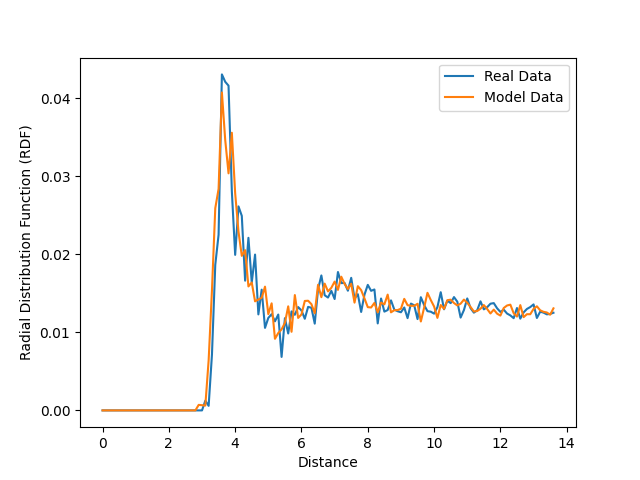 Real Data
Model Data
0.04
0.03
0.02
0.01
0.00
Radial Distribution Function (RDF)
0 2 4 6 8 10 12 14
Distance